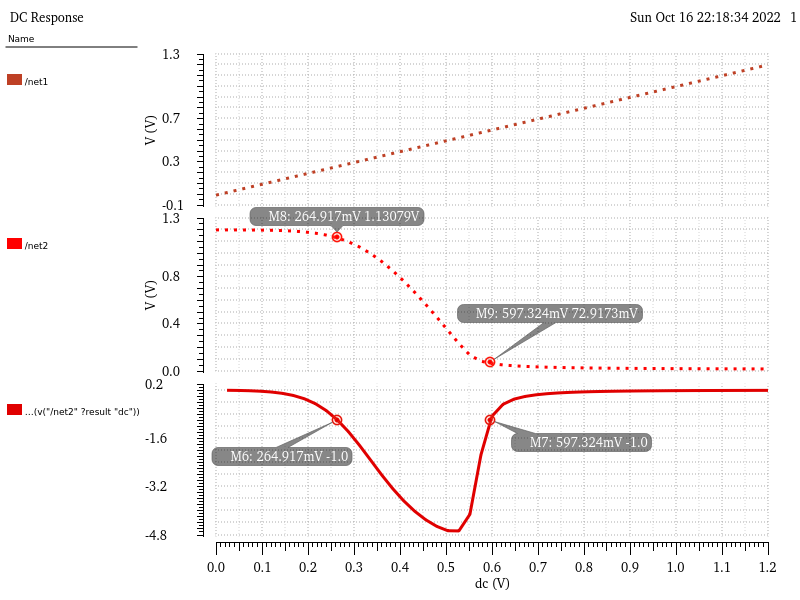 DC Response
Sun Oct 16 22:18:34 2022 1
Name
/net1
1.3
0.7
0.3
-0.1
V (V)
/net2
1.3
0.8
0.4
0.0
V (V)
M8: 264.917mV 1.13079V
M9: 597.324mV 72.9173mV
...(v("/net2" ?result "dc"))
0.2
-1.6
-3.2
-4.8
M6: 264.917mV -1.0
M7: 597.324mV -1.0
0.0 0.1 0.2 0.3 0.4 0.5 0.6 0.7 0.8 0.9 1.0 1.1 1.2
dc (V)